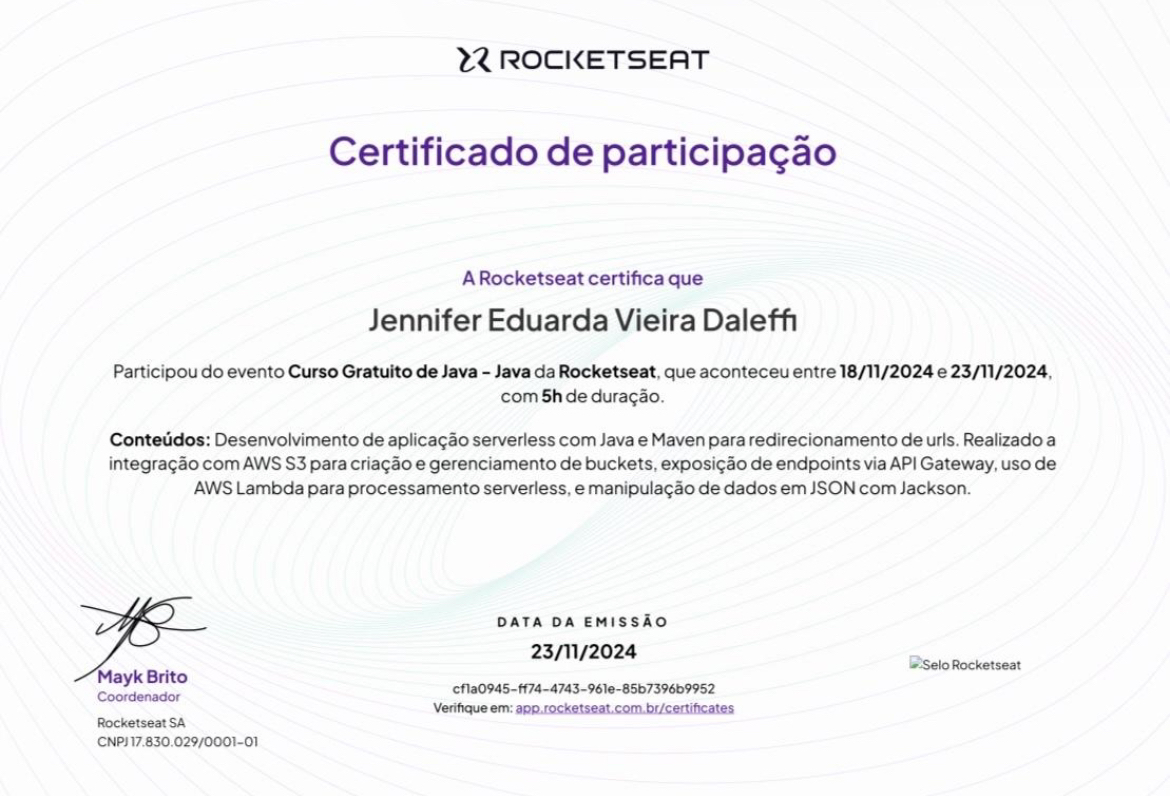 ROCKETSEAT
Certificado de participação
A Rocketseat certifica que
Jennifer Eduarda Vieira Daleffi
Participou do evento Curso Gratuito de Java - Java da Rocketseat, que aconteceu entre 18/11/2024 e 23/11/2024,
com 5h de duração.
Conteúdos: Desenvolvimento de aplicação serverless com Java e Maven para redirecionamento de urls. Realizado a
integração com AWS S3 para criação e gerenciamento de buckets, exposição de endpoints via API Gateway, uso de
AWS Lambda para processamento serverless, e manipulação de dados em JSON com Jackson.
Mayk Brito
Coordenador
Rocketseat SA
CNPJ 17.830.029/0001-01
DATA DA EMISSÃO
23/11/2024
cf1a0945-ff74-4743-961e-85b7396b9952
Verifique em: app.rocketseat.com.br/certificates
Selo Rocketseat